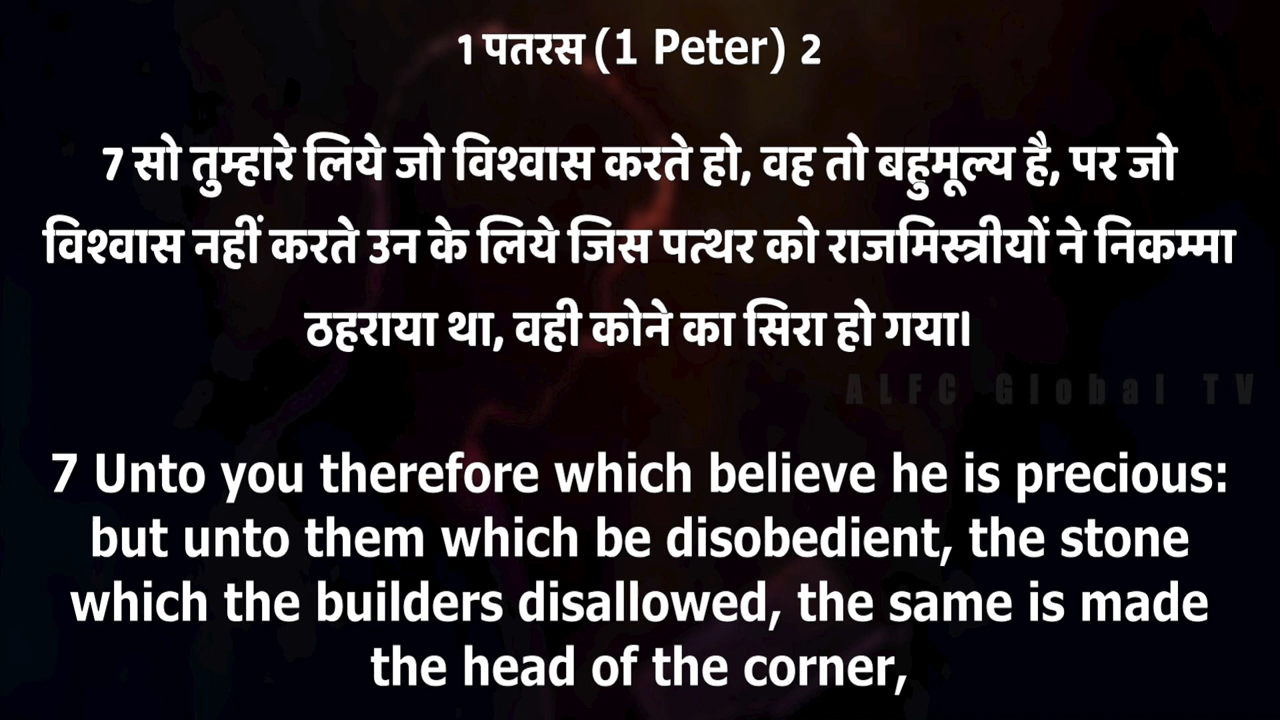 1 पतरस (1 Peter) 2
7 सो तुम्हारे लिये जो विश्वास करते हो, वह तो बहुमूल्य है, पर जो
विश्वास नहीं करते उन के लिये जिस पत्थर को राजमिस्त्रीयों ने निकम्मा
ठहराया था, वही कोने का सिरा हो गया।
ALFC Global TV
7 Unto you therefore which believe he is precious:
but unto them which be disobedient, the stone
which the builders disallowed, the same is made
the head of the corner,